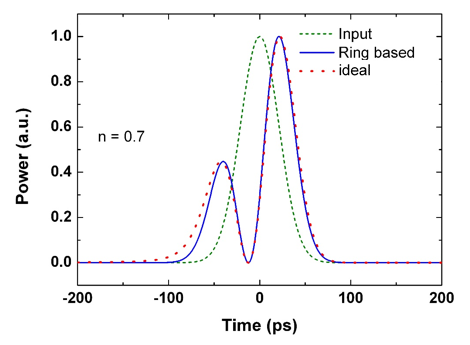 Input
Ring based
ideal
n = 0.7
Power (a.u.)
1.0
0.8
0.6
0.4
0.2
0.0
-200
-100
0
100
200
Time (ps)